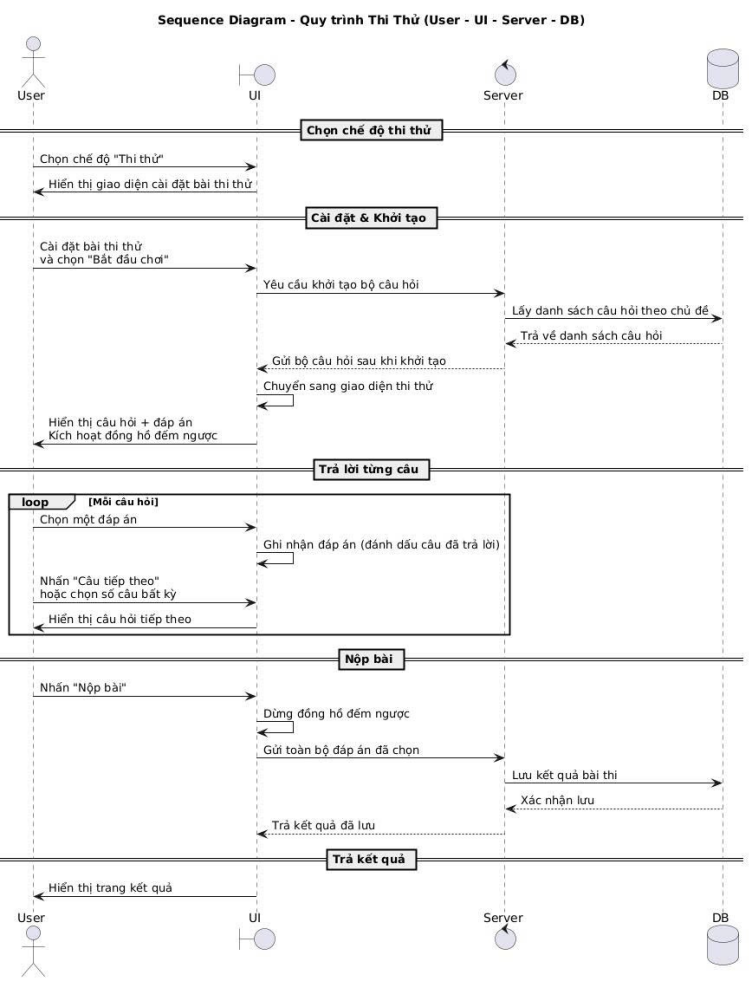 Sequence Diagram - Quy trình Thi Thử (User - UI - Server - DB)
User
UI
Server
DB
Chọn chế độ thi thử
Chọn chế độ "Thi thử"
Hiển thị giao diện cài đặt bài thi thử
Cài đặt & Khởi tạo
Cài đặt bài thi thử
và chọn "Bắt đầu chơi"
Yêu cầu khởi tạo bộ câu hỏi
Lấy danh sách câu hỏi theo chủ đề
Trả về danh sách câu hỏi
Gửi bộ câu hỏi sau khi khởi tạo
Chuyển sang giao diện thi thử
Hiển thị câu hỏi + đáp án
Kích hoạt đồng hồ đếm ngược
Trả lời từng câu
loop
[Mỗi câu hỏi]
Chọn một đáp án
Ghi nhận đáp án (đánh dấu câu đã trả lời)
Nhấn "Câu tiếp theo"
hoặc chọn số câu bất kỳ
Hiển thị câu hỏi tiếp theo
Nộp bài
Nhấn "Nộp bài"
Dừng đồng hồ đếm ngược
Gửi toàn bộ đáp án đã chọn
Lưu kết quả bài thi
Xác nhận lưu
Trả kết quả đã lưu
Trả kết quả
Hiển thị trang kết quả
User
UI
Server
DB